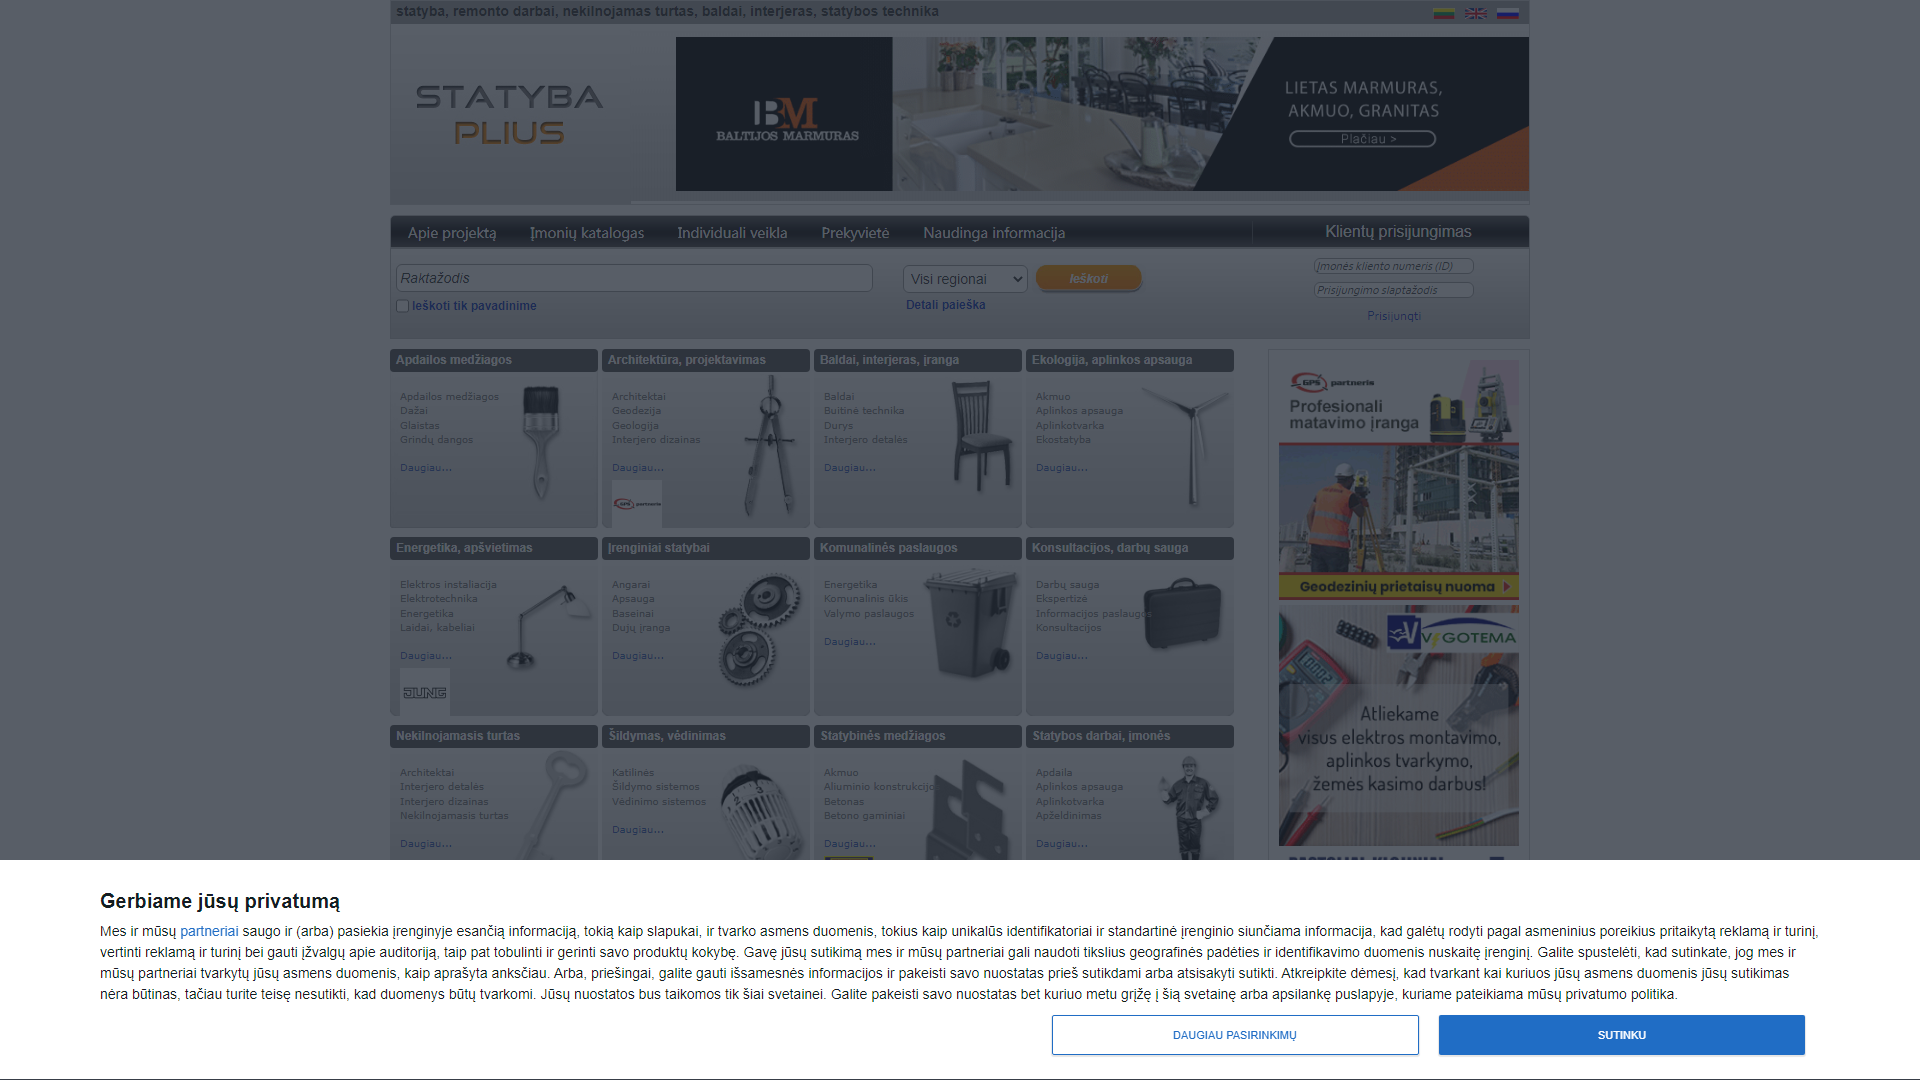 statyba, remonto darbai, nekilnojamas turtas, baldai, interjeras, statybos technika
STATYBA
PLIUS
BM
BALTIJOS MARMURAS
LIETAS MARMURAS,
AKMUO, GRANITAS
Plačiau >
Apie projektą
Įmonių katalogas
Individuali veikla
Prekyvietė
Naudinga informacija
Klientų prisijungimas
Raktažodis
Visi regionai
Ieškoti
Ieškoti tik pavadinime
Detali paieška
Įmonės kliento numeris (ID)
Prisijungimo slaptažodis
Prisijungti
Apdailos medžiagos
Apdailos medžiagos
Dažai
Glaistas
Grindų dangos
Daugiau...
Architektūra, projektavimas
Architektai
Geodezija
Geologija
Interjero dizainas
Daugiau...
GPS partneris
Baldai, interjeras, įranga
Baldai
Buitinė technika
Durys
Interjero detalės
Daugiau...
Ekologija, aplinkos apsauga
Akmuo
Aplinkos apsauga
Aplinkotvarka
Ekostatyba
Daugiau...
Energetika, apšvietimas
Elektros instaliacija
Elektrotechnika
Energetika
Laidai, kabeliai
Daugiau...
JUNG
Įrenginiai statybai
Angarai
Apsauga
Baseinai
Dujų įranga
Daugiau...
Komunalinės paslaugos
Energetika
Komunalinis ūkis
Valymo paslaugos
Daugiau...
Konsultacijos, darbų sauga
Darbų sauga
Ekspertizė
Informacijos paslaugos
Konsultacijos
Daugiau...
Nekilnojamasis turtas
Architektai
Interjero detalės
Interjero dizainas
Nekilnojamasis turtas
Daugiau...
Šildymas, vėdinimas
Katilinės
Šildymo sistemos
Vėdinimo sistemos
Daugiau...
Statybinės medžiagos
Akmuo
Aliuminio konstrukcijo
Betonas
Betono gaminiai
Daugiau...
Statybos darbai, įmonės
Apdaila
Aplinkos apsauga
Aplinkotvarka
Apželdinimas
Daugiau...
GPS partneris
Profesionali
matavimo įranga
Geodezinių prietaisų nuoma
VIGOTEMA
Atliekame
visus elektros montavimo,
aplinkos tvarkymo,
žemės kasimo darbus!
Gerbiame jūsų privatumą
Mes ir mūsų partneriai saugo ir (arba) pasiekia įrenginyje esančią informaciją, tokią kaip slapukai, ir tvarko asmens duomenis, tokius kaip unikalūs identifikatoriai ir standartinė įrenginio siunčiama informacija, kad galėtų rodyti pagal asmeninius poreikius pritaikytą reklamą ir turinį,
vertinti reklamą ir turinį bei gauti įžvalgų apie auditoriją, taip pat tobulinti ir gerinti savo produktų kokybę. Gavę jūsų sutikimą mes ir mūsų partneriai gali naudoti tikslius geografinės padėties ir identifikavimo duomenis nuskaitę įrenginį. Galite spustelėti, kad sutinkate, jog mes ir
mūsų partneriai tvarkytų jūsų asmens duomenis, kaip aprašyta anksčiau. Arba, priešingai, galite gauti išsamesnės informacijos ir pakeisti savo nuostatas prieš sutikdami arba atsisakyti sutikti. Atkreipkite dėmesį, kad tvarkant kai kuriuos jūsų asmens duomenis jūsų sutikimas
nėra būtinas, tačiau turite teisę nesutikti, kad duomenys būtų tvarkomi. Jūsų nuostatos bus taikomos tik šiai svetainei. Galite pakeisti savo nuostatas bet kuriuo metu grįžę į šią svetainę arba apsilankę puslapyje, kuriame pateikiama mūsų privatumo politika.
DAUGIAU PASIRINKIMŲ
SUTINKU